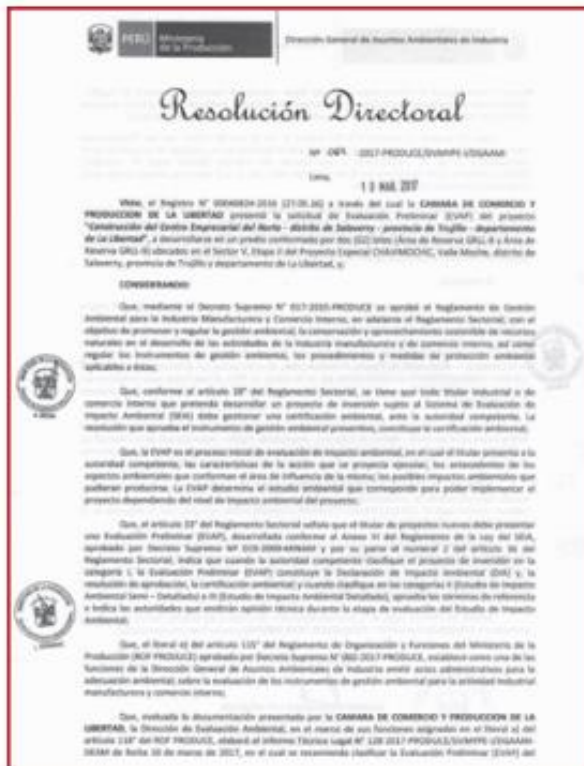 PERÚ Ministerio de la Producción Dirección General de Asuntos Ambientales de Industria
Resolución Directoral
Nº -2017-PRODUCE/DVMYPE-I/DGAAMI
Lima, 10 MAR. 2017
Visto, el Registro N° 00046824-2016 (27.05.16) a través del cual la CAMARA DE COMERCIO Y
PRODUCCION DE LA LIBERTAD presentó la solicitud de Evaluación Preliminar (EVAP) del proyecto
"Construcción del Centro Empresarial del Norte - distrito de Salaverry - provincia de Trujillo - departamento
de La Libertad", a desarrollarse en un predio conformado por dos (02) lotes (Área de Reserva GRLL-II y Área de
Reserva GRLL-III) ubicados en el Sector V, Etapa II del Proyecto Especial CHAVIMOCHIC, Valle Moche, distrito de
Salaverry, provincia de Trujillo y departamento de La Libertad, y;
CONSIDERANDO:
Que, mediante el Decreto Supremo N° 017-2015-PRODUCE se aprobó el Reglamento de Gestión
Ambiental para la Industria Manufacturera y Comercio Interno, en adelante el Reglamento Sectorial, con el
objetivo de promover y regular la gestión ambiental, la conservación y aprovechamiento sostenible de recursos
naturales en el desarrollo de las actividades de la industria manufacturera y de comercio interno, así como
regular los instrumentos de gestión ambiental, los procedimientos y medidas de protección ambiental
aplicables a éstas;
Que, conforme al artículo 10° del Reglamento Sectorial, se tiene que todo titular industrial o de
comercio interno que pretenda desarrollar un proyecto de inversión sujeto al Sistema de Evaluación de
Impacto Ambiental (SEIA) debe gestionar una certificación ambiental, ante la autoridad competente. La
resolución que aprueba el instrumento de gestión ambiental preventivo, constituye la certificación ambiental;
Que, la EVAP es el proceso inicial de evaluación de impacto ambiental, en el cual el titular presenta a la
autoridad competente, las características de la acción que se proyecta ejecutar, los antecedentes de los
aspectos ambientales que conforman el área de influencia de la misma, los posibles impactos ambientales que
pudieran producirse. La EVAP determina el estudio ambiental que corresponde para poder implementar el
proyecto dependiendo del nivel de impacto ambiental del proyecto;
Que, el artículo 23° del Reglamento Sectorial señala que el titular de proyectos nuevos debe presentar
una Evaluación Preliminar (EVAP), desarrollada conforme al Anexo VI del Reglamento de la Ley del SEIA,
aprobado por Decreto Supremo Nº 019-2009-MINAM y por su parte el numeral 2 del artículo 36 del
Reglamento Sectorial, indica que cuando la autoridad competente clasifique el proyecto de inversión en la
categoría I, la Evaluación Preliminar (EVAP) constituye la Declaración de Impacto Ambiental (DIA) y, la
resolución de aprobación, la certificación ambiental; y cuando clasifica en las categorías II (Estudio de Impacto
Ambiental Semi – Detallado) o III (Estudio de Impacto Ambiental Detallado), aprueba los términos de referencia
e indica las autoridades que emitirán opinión técnica durante la etapa de evaluación del Estudio de Impacto
Ambiental;
Que, el literal a) del artículo 115° del Reglamento de Organización y Funciones del Ministerio de la
Producción (ROF PRODUCE) aprobado por Decreto Supremo N° 002-2017-PRODUCE, establece como una de las
funciones de la Dirección General de Asuntos Ambientales de Industria emitir actos administrativos para la
adecuación ambiental, sobre la evaluación de los instrumentos de gestión ambiental para la actividad industrial
manufacturera y comercio interno;
Que, evaluada la documentación presentada por la CAMARA DE COMERCIO Y PRODUCCION DE LA
LIBERTAD, la Dirección de Evaluación Ambiental, en el marco de sus funciones asignadas en el literal a) del
artículo 118° del ROF PRODUCE, elaboró el Informe Técnico Legal N° 128-2017-PRODUCE/DVMYPE-I/DGAAMI-
DEAM de fecha 10 de marzo de 2017, en el cual se recomienda clasificar la Evaluación Preliminar (EVAP) del